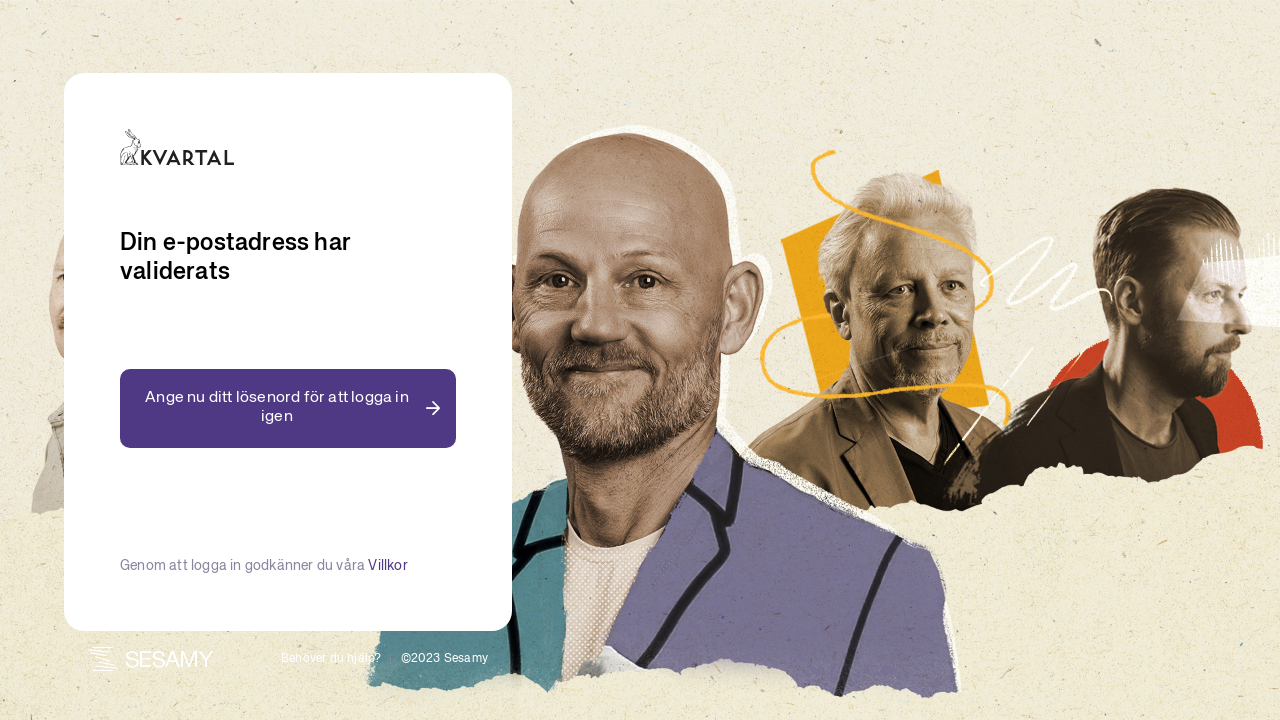 KVARTAL
Din e-postadress har
validerats
Ange nu ditt lösenord för att logga in
igen
Genom att logga in godkänner du våra Villkor
SESAMY
Behöver du hjälp?
©2023 Sesamy